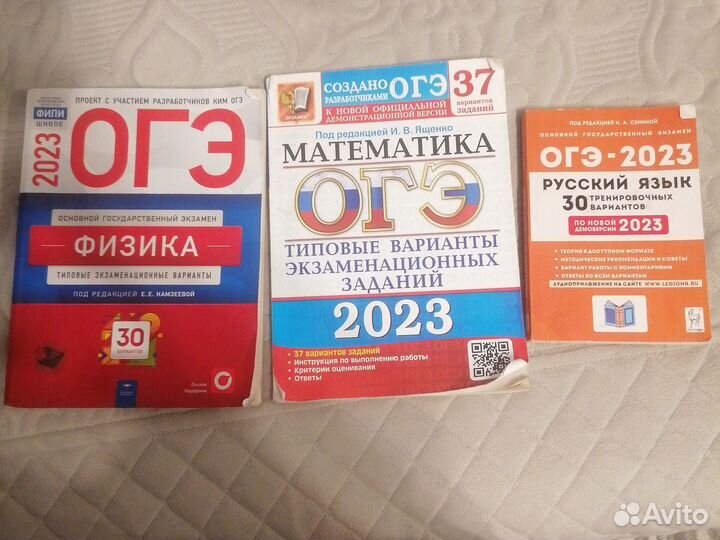 ФИПИ
ШКОЛЕ
ПРОЕКТ С УЧАСТИЕМ РАЗРАБОТЧИКОВ КИМ ОГЭ
2023
ОГЭ
ОСНОВНОЙ ГОСУДАРСТВЕННЫЙ ЭКЗАМЕН
ФИЗИКА
ТИПОВЫЕ ЭКЗАМЕНАЦИОННЫЕ ВАРИАНТЫ
ПОД РЕДАКЦИЕЙ Е.Е. КАМЗЕЕВОЙ
30
ВАРИАНТОВ
Онлайн
поддержка
ЭКЗАМЕН
СОЗДАНО
РАЗРАБОТЧИКАМИ
ОГЭ
37
вариантов
заданий
К НОВОЙ ОФИЦИАЛЬНОЙ
ДЕМОНСТРАЦИОННОЙ ВЕРСИИ
Под редакцией И. В. Ященко
МАТЕМАТИКА
ОГЭ
ТИПОВЫЕ ВАРИАНТЫ
ЭКЗАМЕНАЦИОННЫХ
ЗАДАНИЙ
2023
• 37 вариантов заданий
• Инструкция по выполнению работы
• Критерии оценивания
• Ответы
ПОД РЕДАКЦИЕЙ Н. А. СЕНИНОЙ
ОСНОВНОЙ ГОСУДАРСТВЕННЫЙ ЭКЗАМЕН
ОГЭ-2023
РУССКИЙ ЯЗЫК
30 ТРЕНИРОВОЧНЫХ
ВАРИАНТОВ
ПО НОВОЙ
ДЕМОВЕРСИИ
2023
• ТЕОРИЯ В ДОСТУПНОМ ФОРМАТЕ
• МЕТОДИЧЕСКИЕ РЕКОМЕНДАЦИИ И СОВЕТЫ
• ВАРИАНТ РАБОТЫ С КОММЕНТАРИЯМИ
• ОТВЕТЫ КО ВСЕМ ВАРИАНТАМ
АУДИОПРИЛОЖЕНИЕ НА САЙТЕ WWW.LEGIONR.RU
Avito